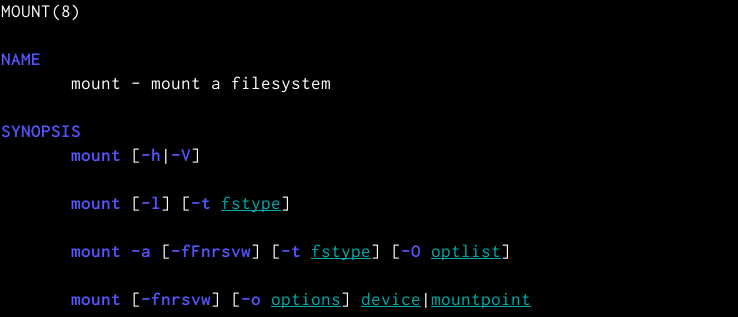 MOUNT(8)
NAME
mount - mount a filesystem
SYNOPSIS
mount [-h|-V]
mount [-l] [-t fstype]
mount -a [-fFnrsvw] [-t fstype] [-O optlist]
mount [-fnrsvw] [-o options] device|mountpoint